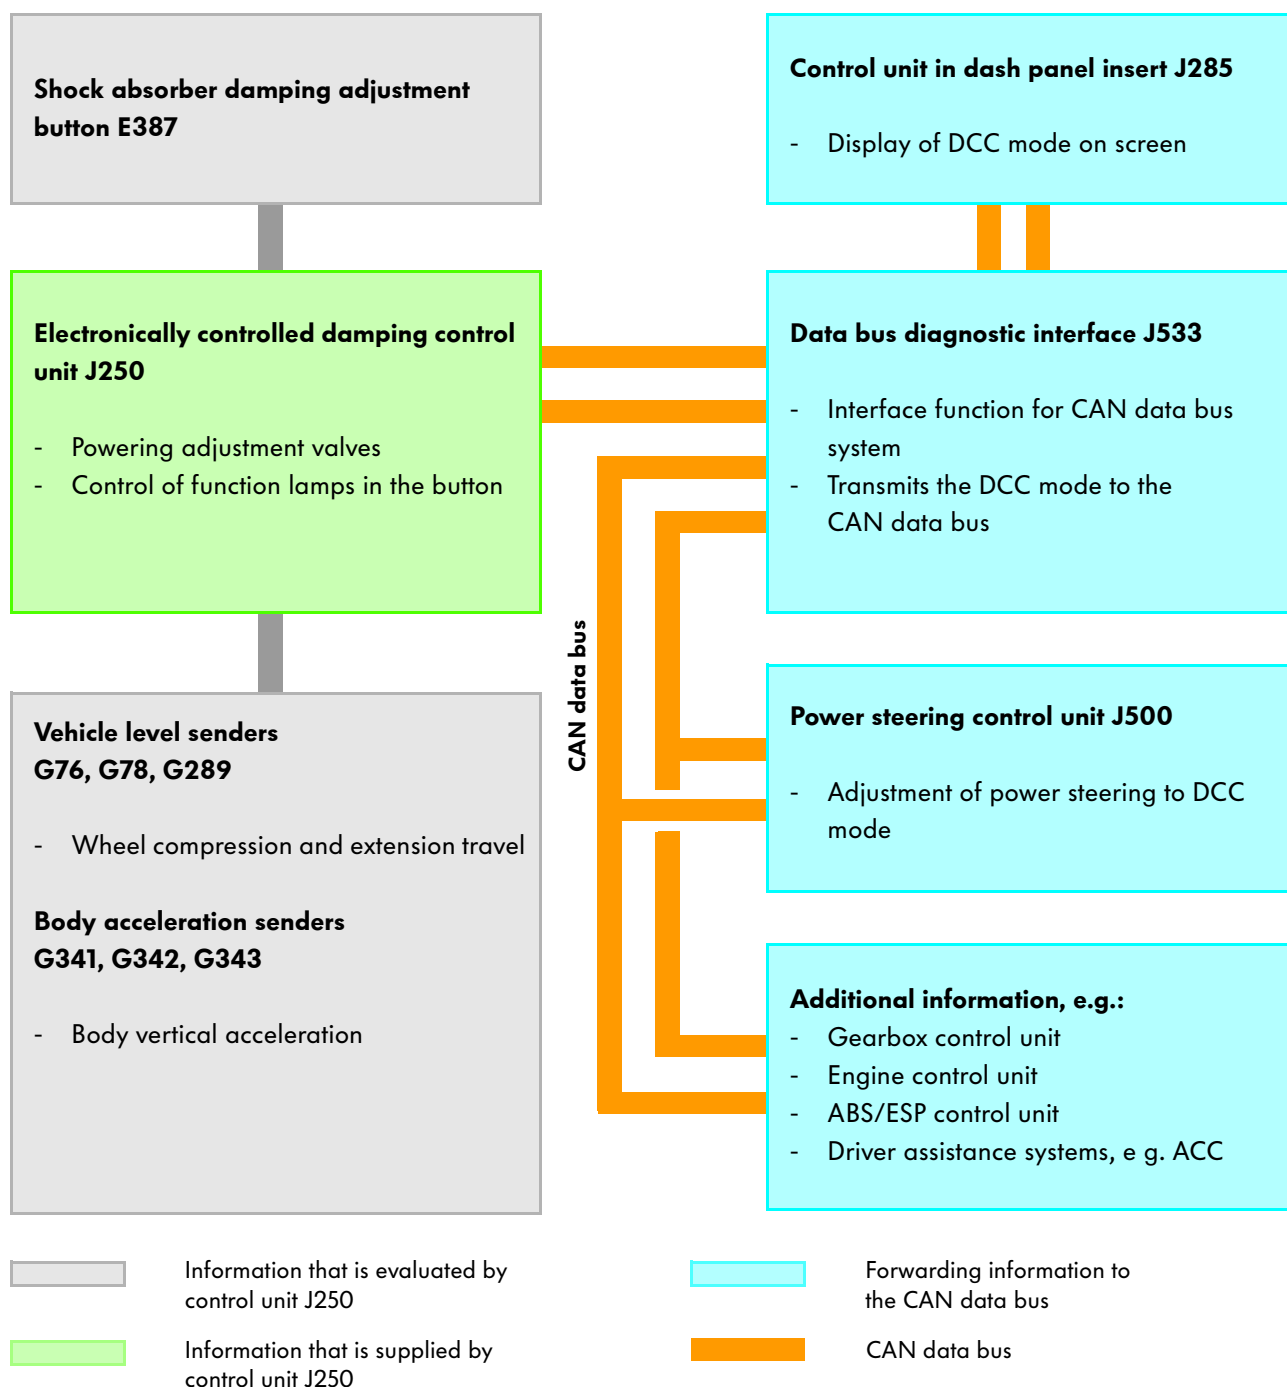 Shock absorber damping adjustment
button E387
Control unit in dash panel insert J285
- Display of DCC mode on screen
Electronically controlled damping control
unit J250
- Powering adjustment valves
- Control of function lamps in the button
Data bus diagnostic interface J533
- Interface function for CAN data bus
system
- Transmits the DCC mode to the
CAN data bus
CAN data bus
Vehicle level senders
G76, G78, G289
- Wheel compression and extension travel
Body acceleration senders
G341, G342, G343
- Body vertical acceleration
Power steering control unit J500
- Adjustment of power steering to DCC
mode
Additional information, e.g.:
- Gearbox control unit
- Engine control unit
- ABS/ESP control unit
- Driver assistance systems, e g. ACC
Information that is evaluated by
control unit J250
Information that is supplied by
control unit J250
Forwarding information to
the CAN data bus
CAN data bus